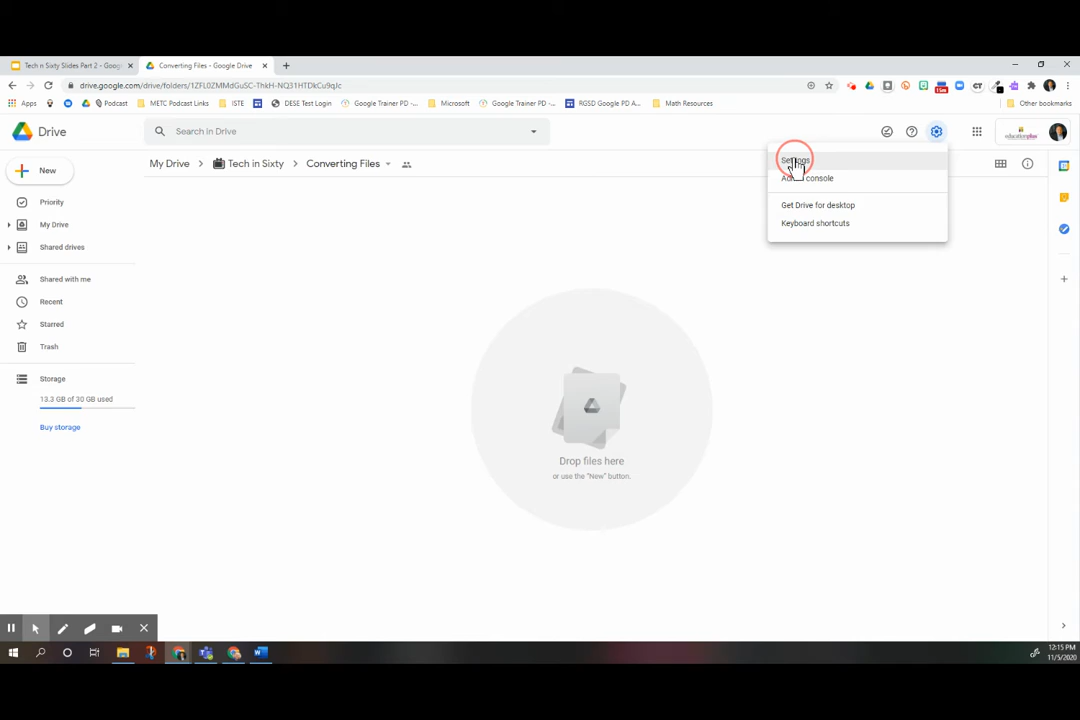 Tech n Sixty Slides Part 2 - Goog
Converting Files - Google Drive
drive.google.com/drive/folders/1ZFL0ZMMdGuSC-ThkH-NQ31HTDkCu9qJc
Apps
Podcast
METC Podcast Links
ISTE
DESE Test Login
Google Trainer PD -...
Microsoft
Google Trainer PD -...
RGSD Google PD A...
Math Resources
Other bookmarks
Drive
Search in Drive
educationplus
New
My Drive
Tech in Sixty
Converting Files
Settings
console
Get Drive for desktop
Keyboard shortcuts
Priority
My Drive
Shared drives
Shared with me
Recent
Starred
Trash
Storage
13.3 GB of 30 GB used
Buy storage
Drop files here
or use the "New" button.
12:15 PM
11/5/2020